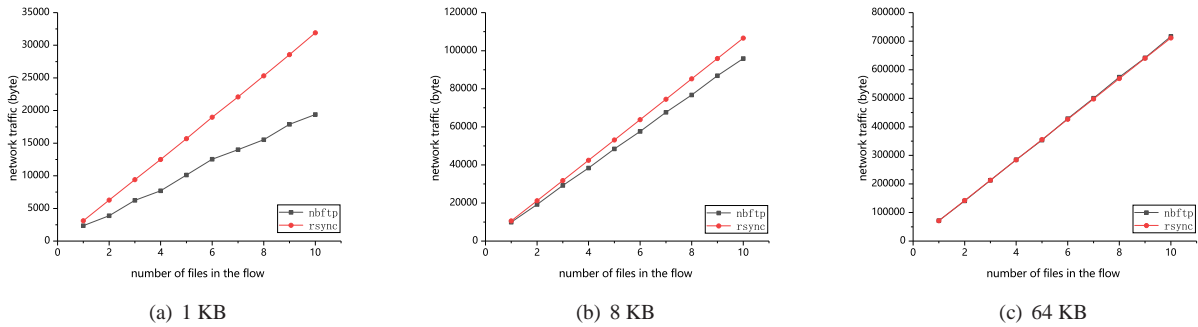 35000
30000
25000
20000
15000
10000
5000
0
network traffic (byte)
0 2 4 6 8 10
number of files in the flow
nbftp
rsync
(a) 1 KB
120000
100000
80000
60000
40000
20000
0
network traffic (byte)
0 2 4 6 8 10
number of files in the flow
nbftp
rsync
(b) 8 KB
800000
700000
600000
500000
400000
300000
200000
100000
0
network traffic (byte)
0 2 4 6 8 10
number of files in the flow
nbftp
rsync
(c) 64 KB